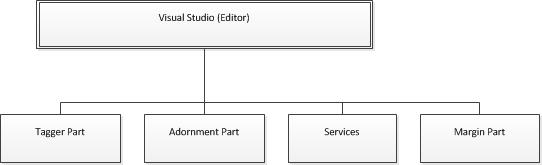 Visual Studio (Editor)
Tagger Part
Adornment Part
Services
Margin Part